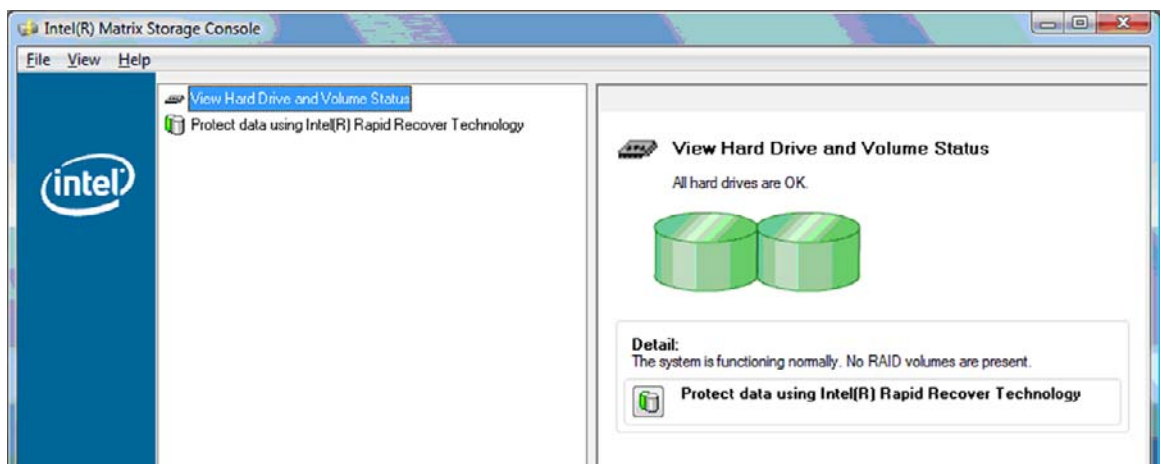 Intel(R) Matrix Storage Console
File View Help
View Hard Drive and Volume Status
Protect data using Intel(R) Rapid Recover Technology
intel
View Hard Drive and Volume Status
All hard drives are OK.
Detail:
The system is functioning normally. No RAID volumes are present.
Protect data using Intel(R) Rapid Recover Technology